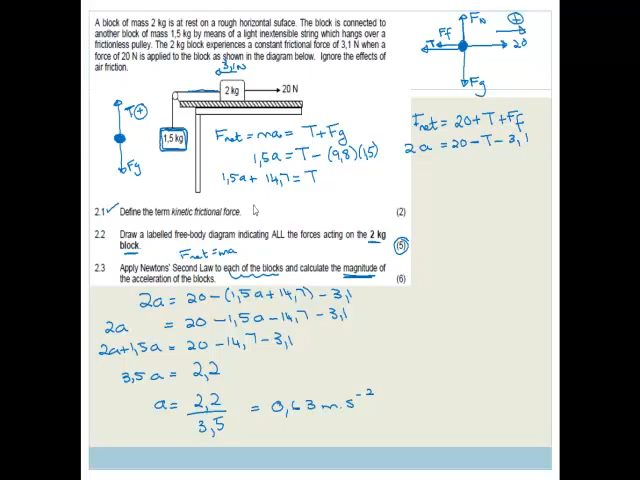 A block of mass 2 kg is at rest on a rough horizontal suface. The block is connected to
another block of mass 1,5 kg by means of a light inextensible string which hangs over a
frictionless pulley. The 2 kg block experiences a constant frictional force of 3,1 N when a
force of 20 N is applied to the block as shown in the diagram below. Ignore the effects of
air friction.
FN
+
Ff
T
20
Fg
3,1N
2 kg
20 N
T +
1,5 kg
Fg
Fnet = ma = T + Fg
1,5a = T - (9,8)(1,5)
1,5a + 14,7 = T
Fnet = 20 + T + Ff
2a = 20 - T - 3,1
2.1 Define the term kinetic frictional force. (2)
2.2 Draw a labelled free-body diagram indicating ALL the forces acting on the 2 kg
block. (5)
Fnet = ma
2.3 Apply Newtons' Second Law to each of the blocks and calculate the magnitude of
the acceleration of the blocks. (6)
2a = 20 - (1,5a + 14,7) - 3,1
2a = 20 - 1,5a - 14,7 - 3,1
2a + 1,5a = 20 - 14,7 - 3,1
3,5a = 2,2
a = 2,2 / 3,5 = 0,63 m.s⁻²